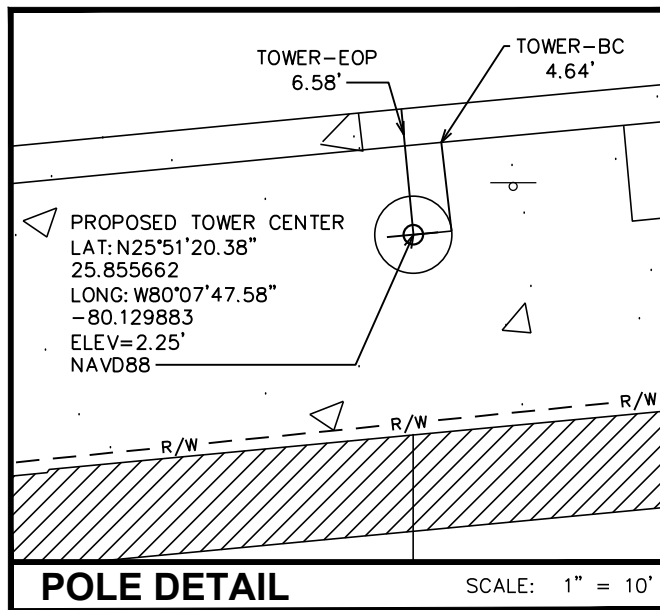 TOWER-EOP
6.58'
TOWER-BC
4.64'
PROPOSED TOWER CENTER
LAT: N25°51'20.38"
25.855662
LONG: W80°07'47.58"
-80.129883
ELEV=2.25'
NAVD88
R/W
R/W
R/W
POLE DETAIL
SCALE: 1" = 10'